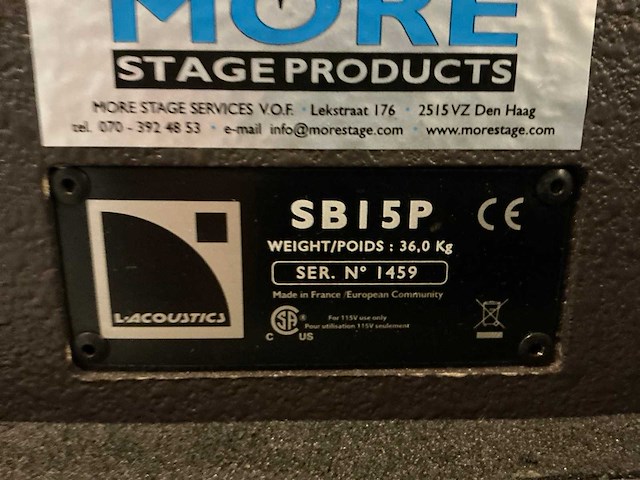 MORE
STAGE PRODUCTS
MORE STAGE SERVICES V.O.F. • Lekstraat 176 • 2515 VZ Den Haag
tel. 070 - 392 48 53 • e-mail info@morestage.com • www.morestage.com
SB15P CE
WEIGHT/POIDS : 36,0 Kg
SER. N° 1459
Made in France /European Community
L-ACOUSTICS
SA ®
C US
For 115V use only
Pour utilisation 115V seulement